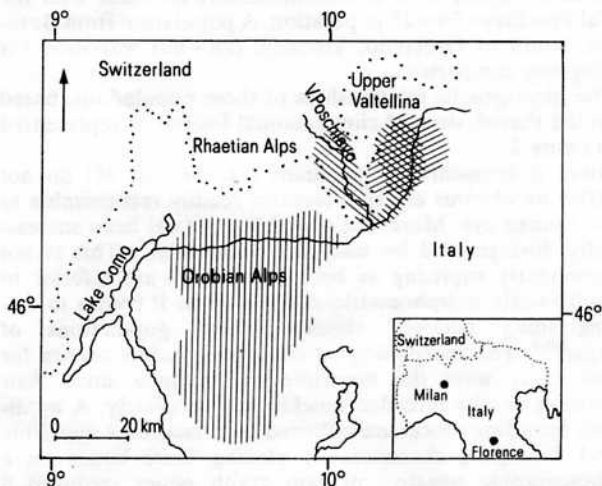 9°
10°
Switzerland
Upper
Valtellina
V.Poschiavo
Rhaetian Alps
Italy
Lake Como
Orobian Alps
46°
46°
Switzerland
Milan
Italy
Florence
0 20 km
9°
10°